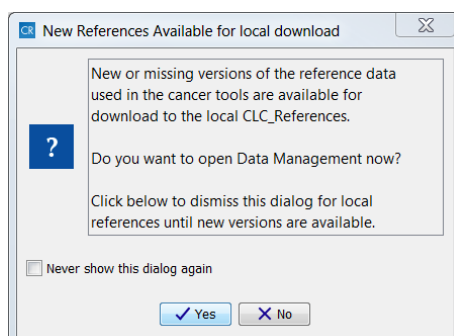 CR New References Available for local download
New or missing versions of the reference data
used in the cancer tools are available for
download to the local CLC_References.
Do you want to open Data Management now?
Click below to dismiss this dialog for local
references until new versions are available.
?
Never show this dialog again
Yes No